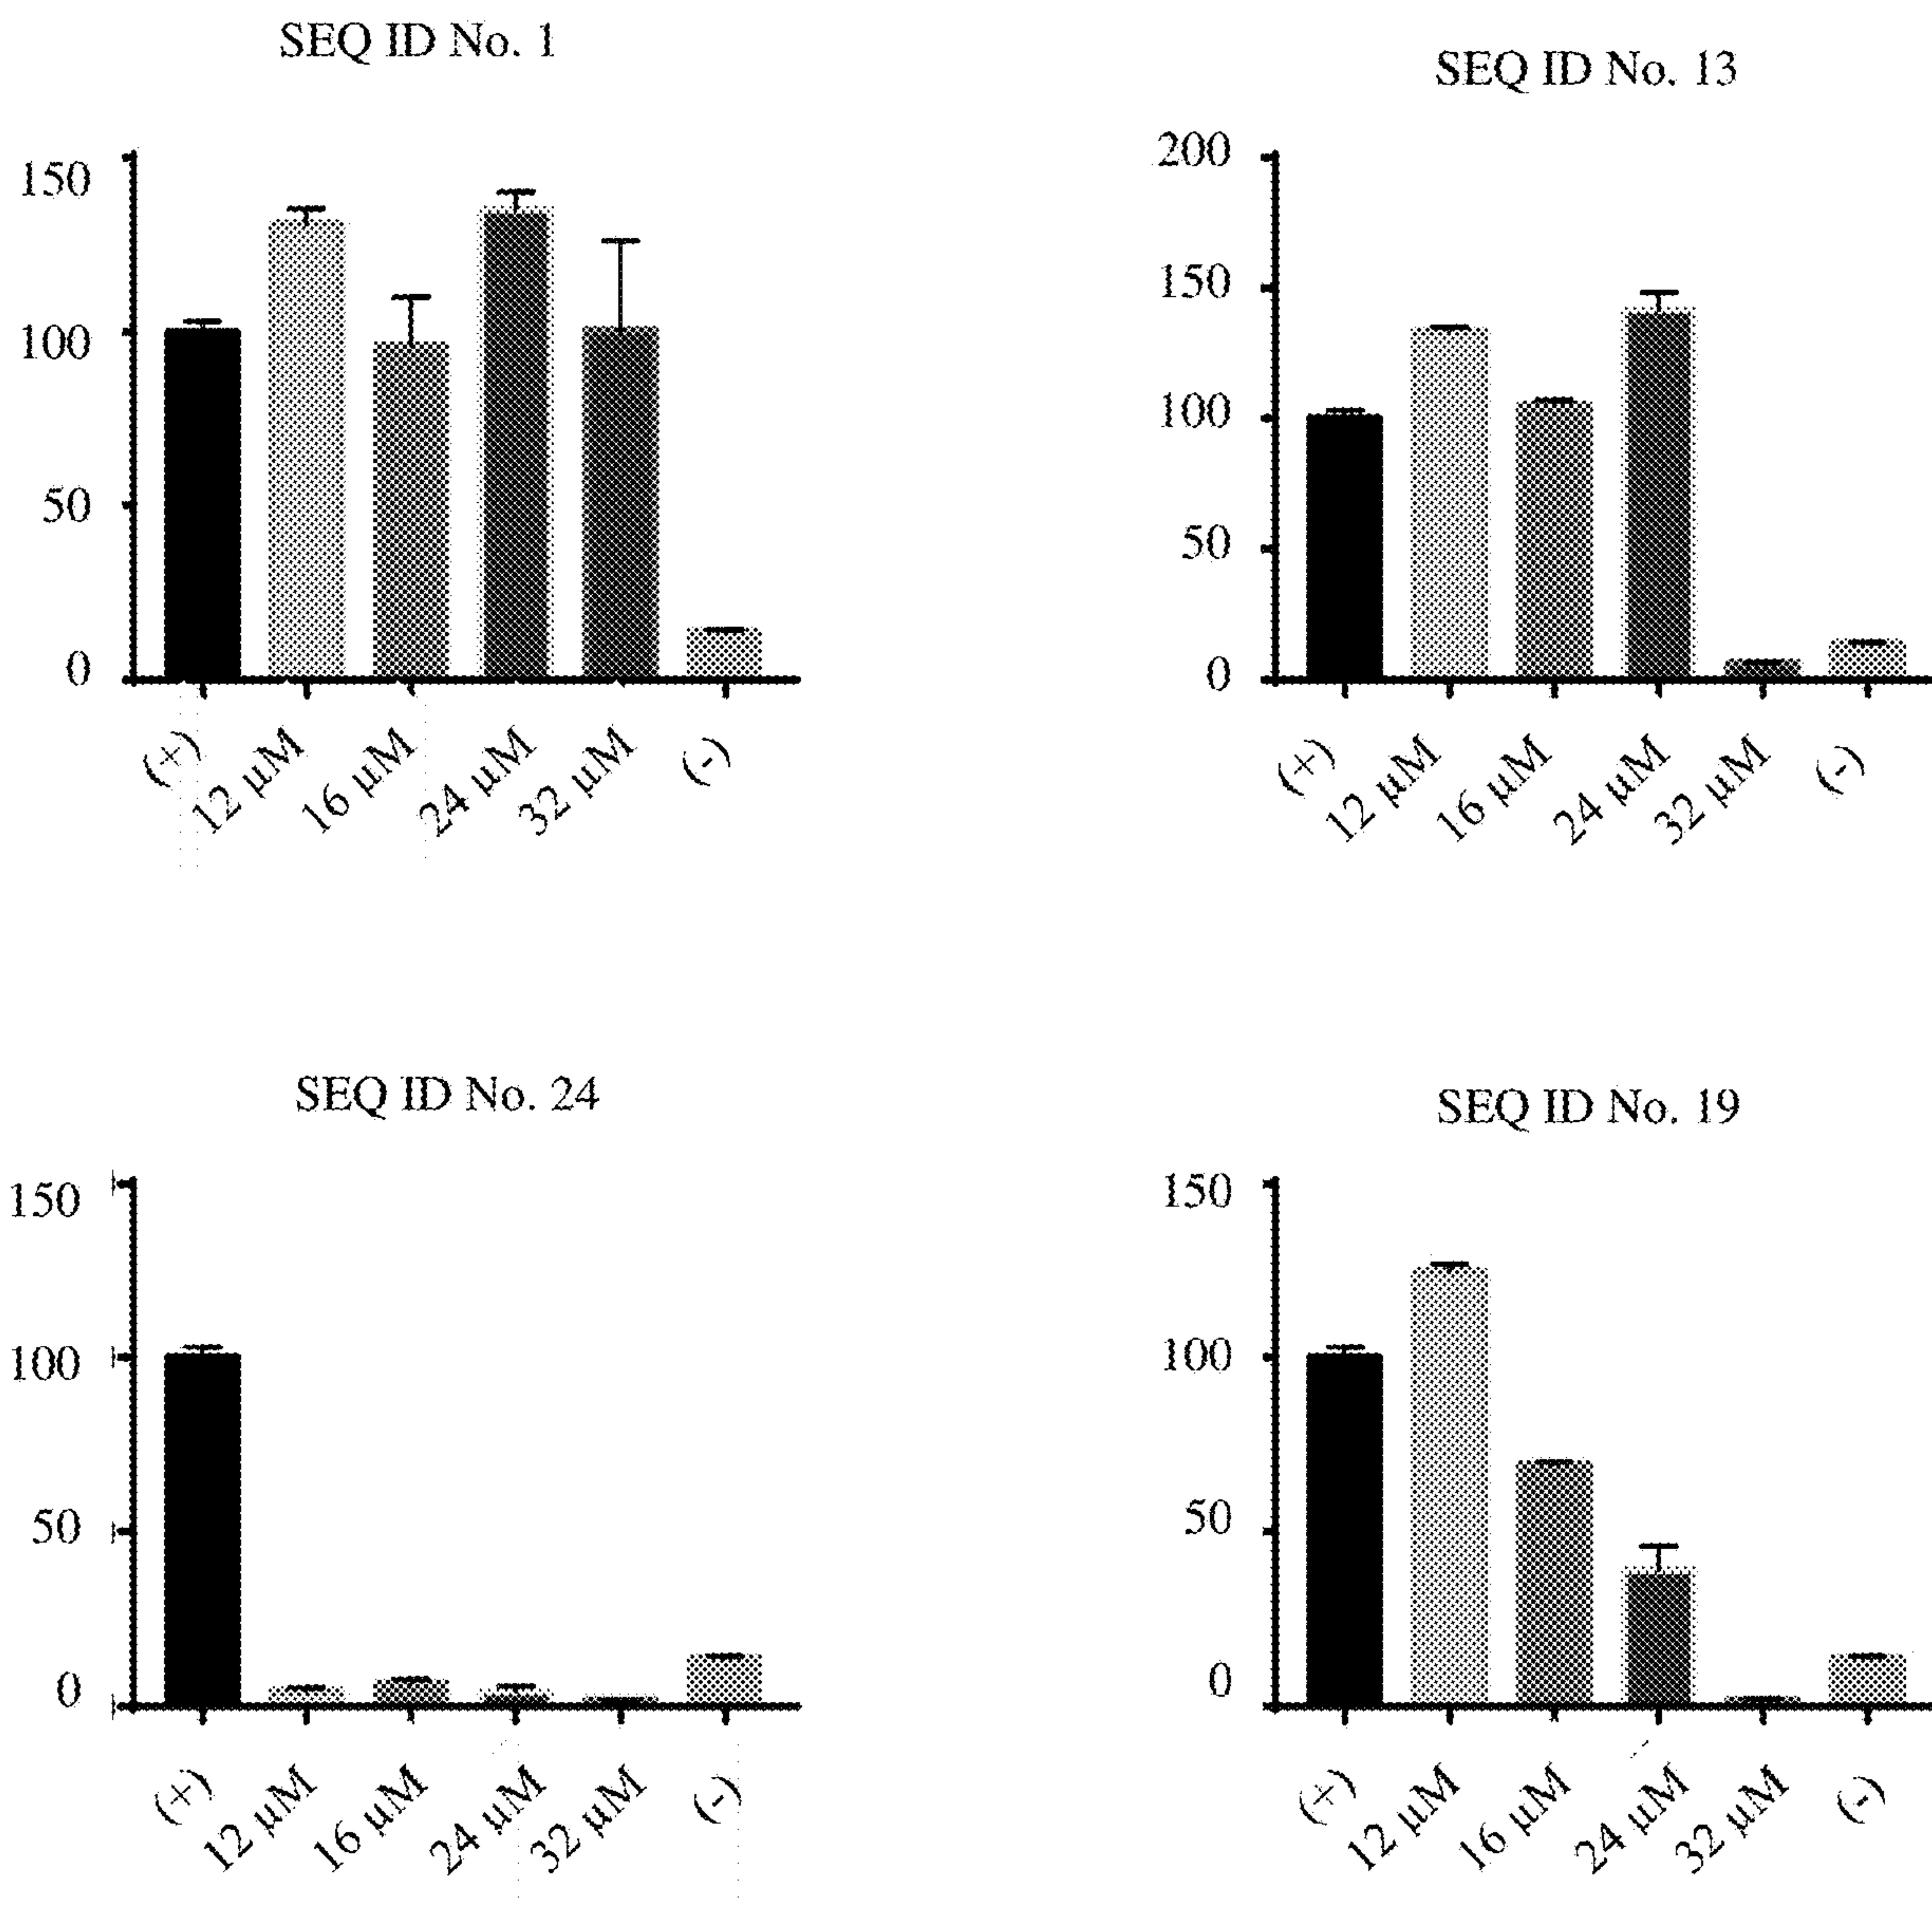 SEQ ID No. 1
150
100
50
0
(+)
12 µM
16 µM
24 µM
32 µM
(-)
SEQ ID No. 13
200
150
100
50
0
(+)
12 µM
16 µM
24 µM
32 µM
(-)
SEQ ID No. 24
150
100
50
0
(+)
12 µM
16 µM
24 µM
32 µM
(-)
SEQ ID No. 19
150
100
50
0
(+)
12 µM
16 µM
24 µM
32 µM
(-)